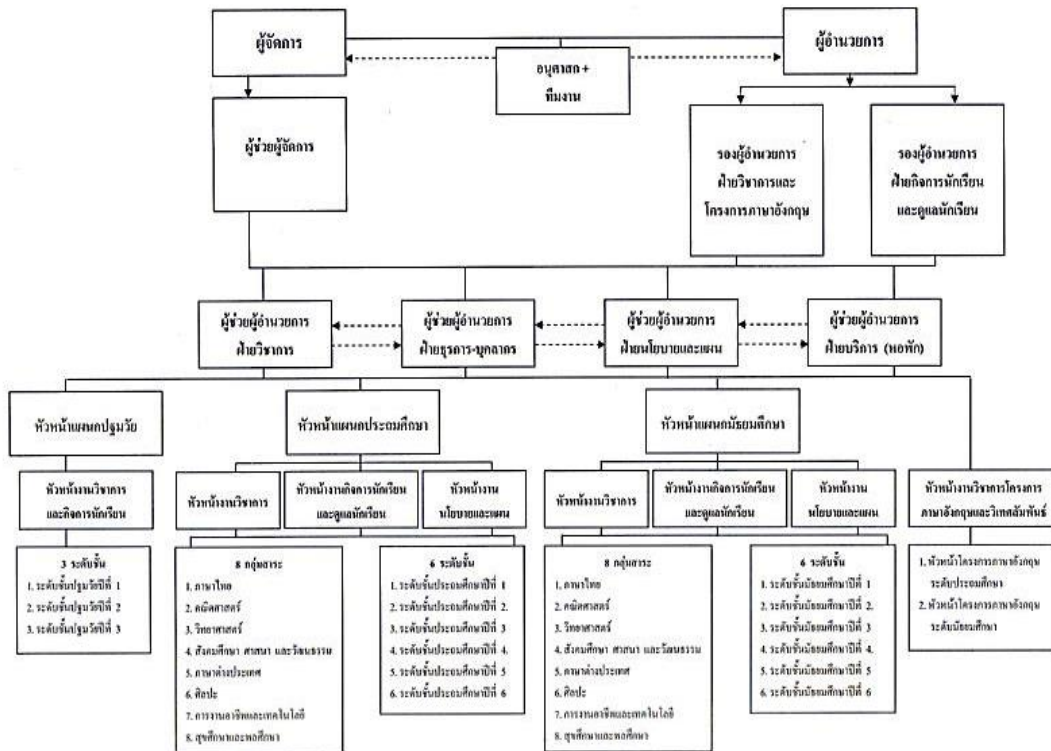 ผู้จัดการ
ผู้อำนวยการ
อนุศาสก +
ทีมงาน
ผู้ช่วยผู้จัดการ
รองผู้อำนวยการ
ฝ่ายวิชาการและ
โครงการภาษาอังกฤษ
รองผู้อำนวยการ
ฝ่ายกิจการนักเรียน
และดูแลนักเรียน
ผู้ช่วยผู้อำนวยการ
ฝ่ายวิชาการ
ผู้ช่วยผู้อำนวยการ
ฝ่ายธุรการ-บุคลากร
ผู้ช่วยผู้อำนวยการ
ฝ่ายนโยบายและแผน
ผู้ช่วยผู้อำนวยการ
ฝ่ายบริการ (หอพัก)
หัวหน้าแผนกปฐมวัย
หัวหน้าแผนกประถมศึกษา
หัวหน้าแผนกมัธยมศึกษา
หัวหน้างานวิชาการ
และกิจการนักเรียน
หัวหน้างานวิชาการ
หัวหน้างานกิจการนักเรียน
และดูแลนักเรียน
หัวหน้างาน
นโยบายและแผน
หัวหน้างานวิชาการ
หัวหน้างานกิจการนักเรียน
และดูแลนักเรียน
หัวหน้างาน
นโยบายและแผน
หัวหน้างานวิชาการโครงการ
ภาษาอังกฤษและวิเทศสัมพันธ์
3 ระดับชั้น
1. ระดับชั้นปฐมวัยปีที่ 1
2. ระดับชั้นปฐมวัยปีที่ 2
3. ระดับชั้นปฐมวัยปีที่ 3
8 กลุ่มสาระ
1. ภาษาไทย
2. คณิตศาสตร์
3. วิทยาศาสตร์
4. สังคมศึกษา ศาสนา และวัฒนธรรม
5. ภาษาต่างประเทศ
6. ศิลปะ
7. การงานอาชีพและเทคโนโลยี
8. สุขศึกษาและพลศึกษา
6 ระดับชั้น
1. ระดับชั้นประถมศึกษาปีที่ 1
2. ระดับชั้นประถมศึกษาปีที่ 2.
3. ระดับชั้นประถมศึกษาปีที่ 3
4. ระดับชั้นประถมศึกษาปีที่ 4.
5. ระดับชั้นประถมศึกษาปีที่ 5
6. ระดับชั้นประถมศึกษาปีที่ 6
8 กลุ่มสาระ
1. ภาษาไทย
2. คณิตศาสตร์
3. วิทยาศาสตร์
4. สังคมศึกษา ศาสนา และวัฒนธรรม
5. ภาษาต่างประเทศ
6. ศิลปะ
7. การงานอาชีพและเทคโนโลยี
8. สุขศึกษาและพลศึกษา
6 ระดับชั้น
1. ระดับชั้นมัธยมศึกษาปีที่ 1
2. ระดับชั้นมัธยมศึกษาปีที่ 2.
3. ระดับชั้นมัธยมศึกษาปีที่ 3
4. ระดับชั้นมัธยมศึกษาปีที่ 4.
5. ระดับชั้นมัธยมศึกษาปีที่ 5
6. ระดับชั้นมัธยมศึกษาปีที่ 6
1. หัวหน้าโครงการภาษาอังกฤษ
ระดับประถมศึกษา
2. หัวหน้าโครงการภาษาอังกฤษ
ระดับมัธยมศึกษา